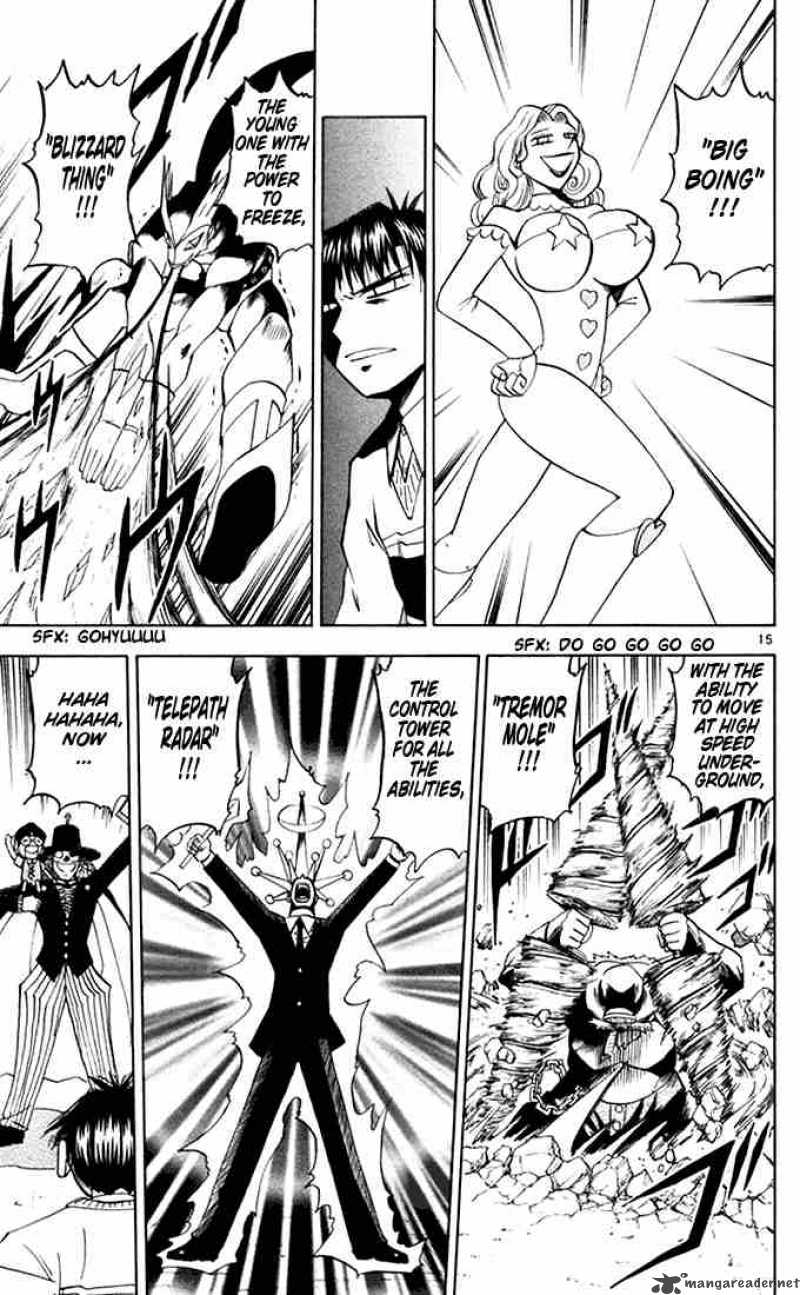 "BIG
BOING"
!!!
THE
YOUNG
ONE WITH
THE
POWER
TO
FREEZE,
"BLIZZARD
THING"
!!!
SFX: GOHYUUUU
15
SFX: DO GO GO GO GO
WITH THE
ABILITY
TO MOVE
AT HIGH
SPEED
UNDER-
GROUND,
"TREMOR
MOLE"
!!!
THE
CONTROL
TOWER
FOR ALL
THE
ABILITIES,
"TELEPATH
RADAR"
!!!
HAHA
HAHAHA,
NOW
...
mangareader.net